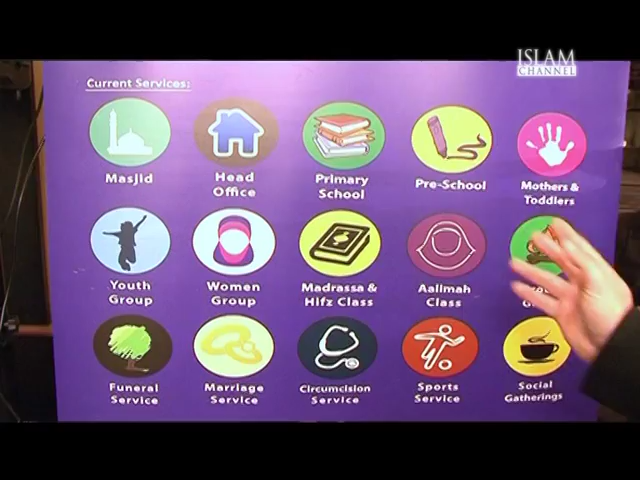 ISLAM
CHANNEL
Current Services:
Masjid
Head
Office
Primary
School
Pre-School
Mothers &
Toddlers
Youth
Group
Women
Group
Madrassa &
Hifz Class
Aalimah
Class
Funeral
Service
Marriage
Service
Circumcision
Service
Sports
Service
Social
Gatherings